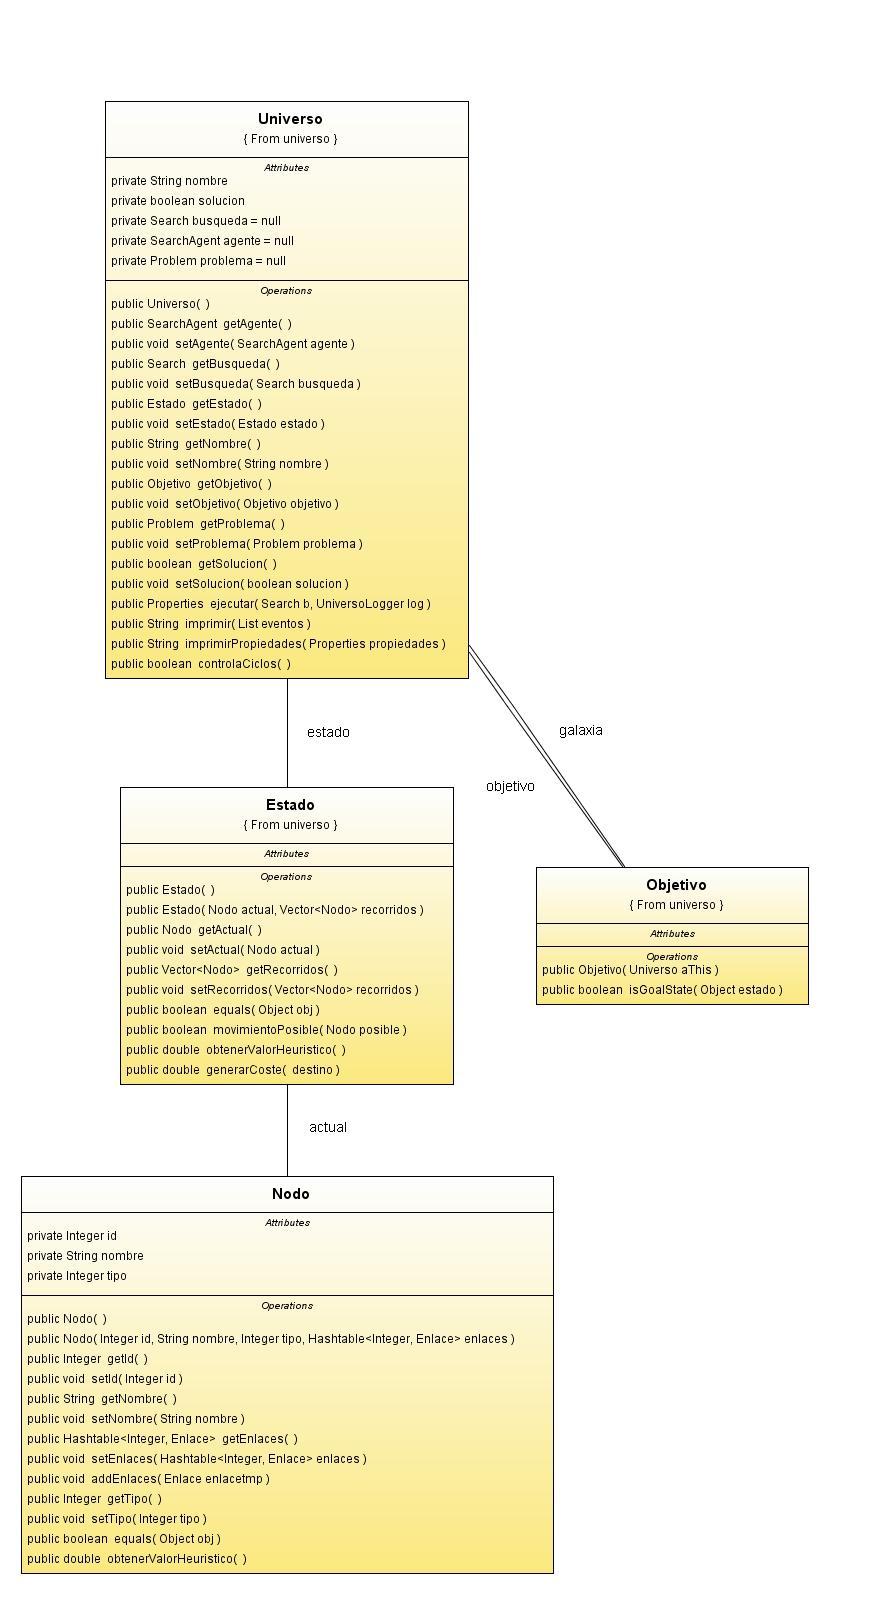 Universo
{ From universo }
Attributes
private String nombre
private boolean solucion
private Search busqueda = null
private SearchAgent agente = null
private Problem problema = null
Operations
public Universo( )
public SearchAgent getAgente( )
public void setAgente( SearchAgent agente )
public Search getBusqueda( )
public void setBusqueda( Search busqueda )
public Estado getEstado( )
public void setEstado( Estado estado )
public String getNombre( )
public void setNombre( String nombre )
public Objetivo getObjetivo( )
public void setObjetivo( Objetivo objetivo )
public Problem getProblema( )
public void setProblema( Problem problema )
public boolean getSolucion( )
public void setSolucion( boolean solucion )
public Properties ejecutar( Search b, UniversoLogger log )
public String imprimir( List eventos )
public String imprimirPropiedades( Properties propiedades )
public boolean controlaCiclos( )
estado
galaxia
objetivo
Estado
{ From universo }
Attributes
Operations
public Estado( )
public Estado( Nodo actual, Vector<Nodo> recorridos )
public Nodo getActual( )
public void setActual( Nodo actual )
public Vector<Nodo> getRecorridos( )
public void setRecorridos( Vector<Nodo> recorridos )
public boolean equals( Object obj )
public boolean movimientoPosible( Nodo posible )
public double obtenerValorHeuristico( )
public double generarCoste( destino )
Objetivo
{ From universo }
Attributes
Operations
public Objetivo( Universo aThis )
public boolean isGoalState( Object estado )
actual
Nodo
Attributes
private Integer id
private String nombre
private Integer tipo
Operations
public Nodo( )
public Nodo( Integer id, String nombre, Integer tipo, Hashtable<Integer, Enlace> enlaces )
public Integer getId( )
public void setId( Integer id )
public String getNombre( )
public void setNombre( String nombre )
public Hashtable<Integer, Enlace> getEnlaces( )
public void setEnlaces( Hashtable<Integer, Enlace> enlaces )
public void addEnlaces( Enlace enlacetmp )
public Integer getTipo( )
public void setTipo( Integer tipo )
public boolean equals( Object obj )
public double obtenerValorHeuristico( )